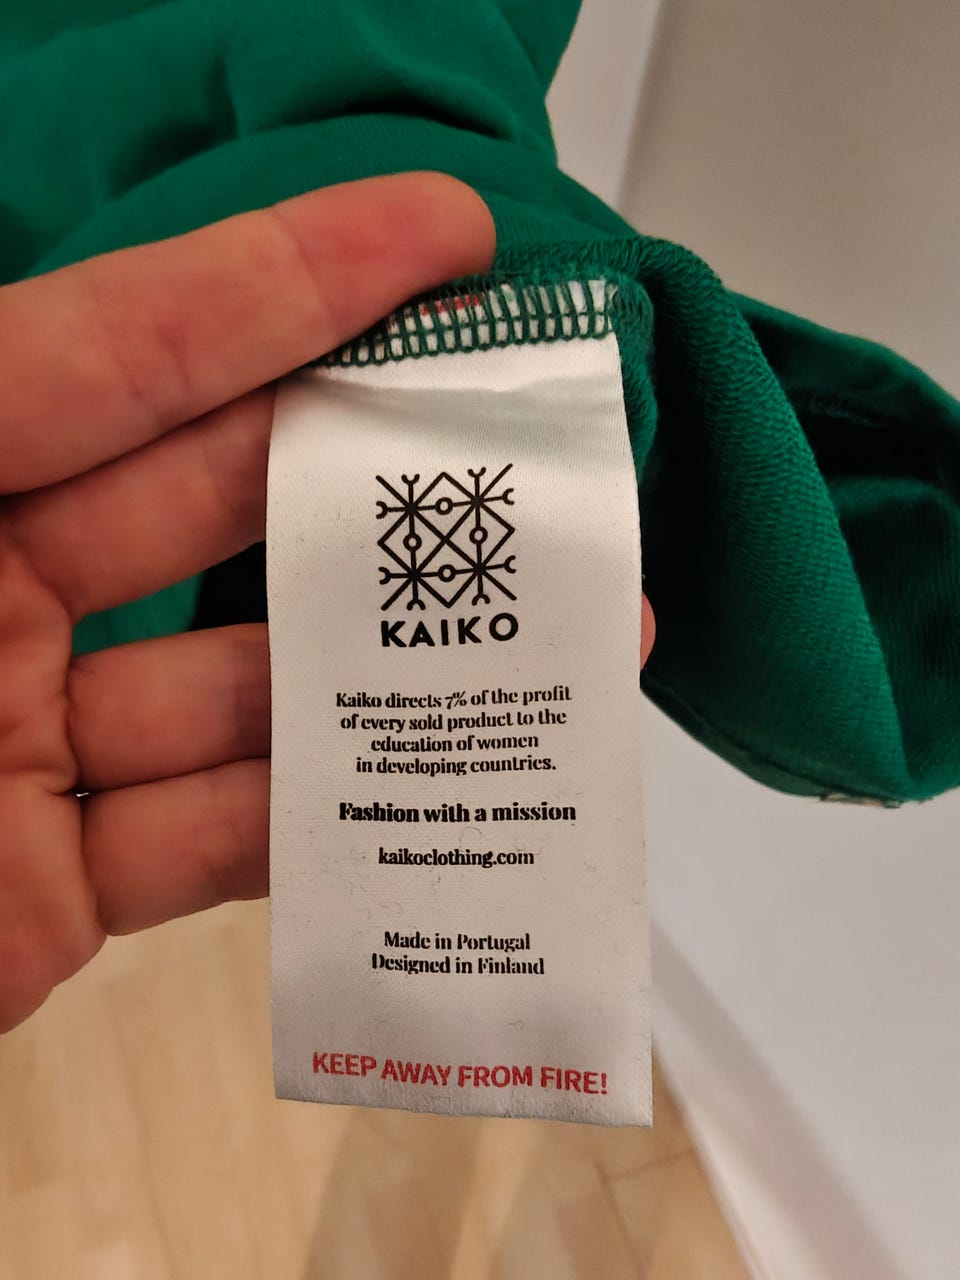 KAIKO
Kaiko directs 7% of the profit
of every sold product to the
education of women
in developing countries.
Fashion with a mission
kaikoclothing.com
Made in Portugal
Designed in Finland
KEEP AWAY FROM FIRE!